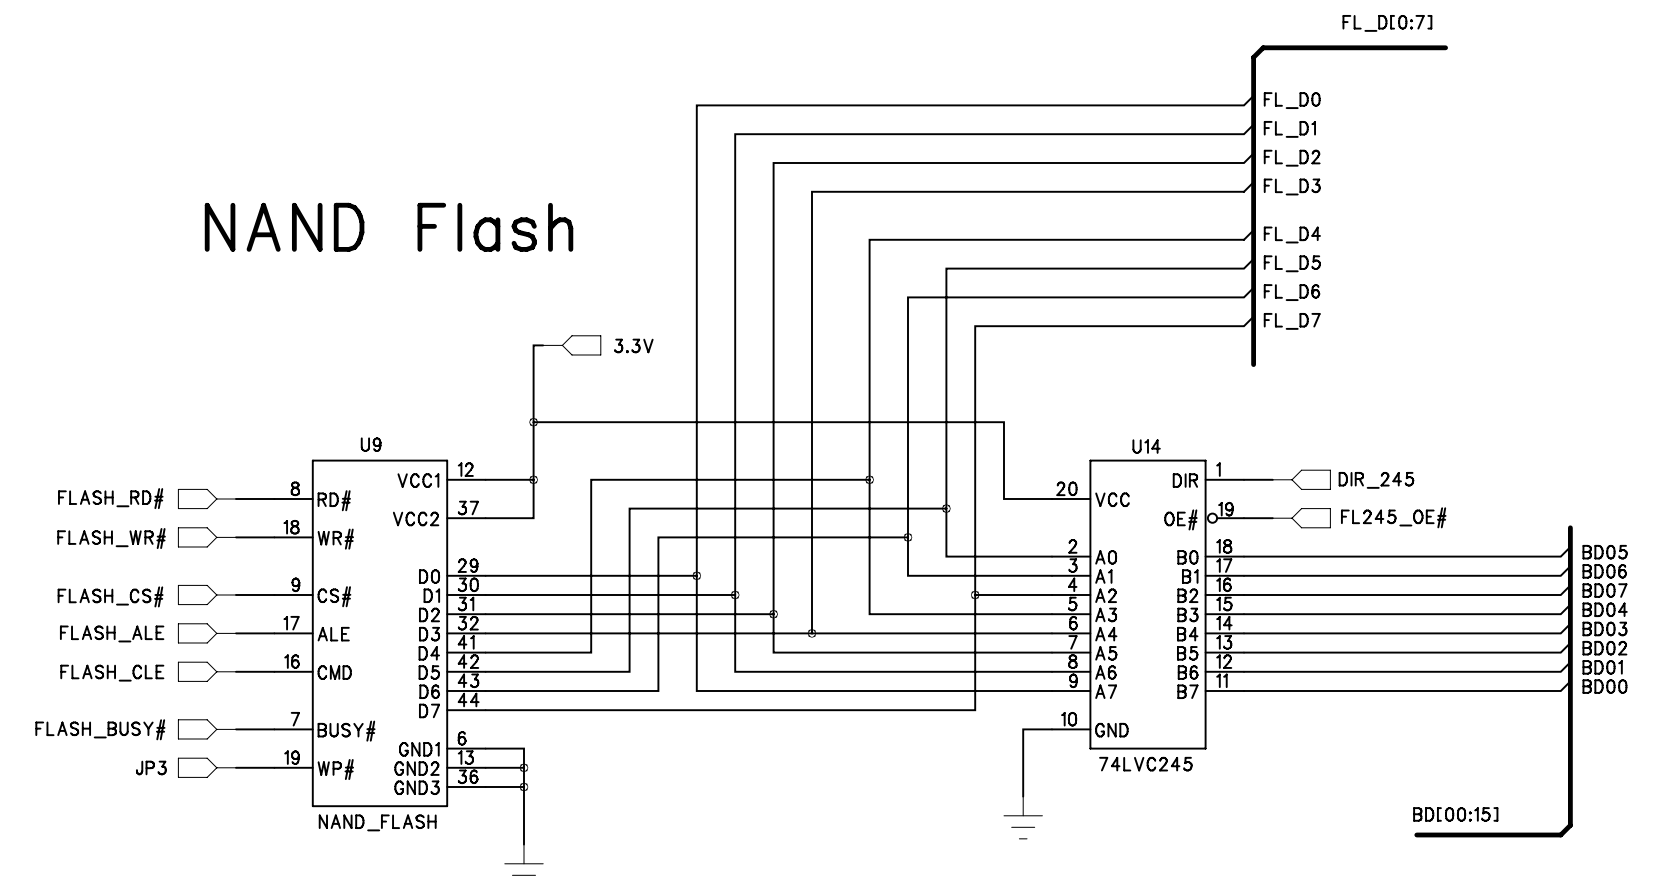 FL_D[0:7]
FL_D0
FL_D1
FL_D2
FL_D3
FL_D4
FL_D5
FL_D6
FL_D7
NAND Flash
3.3V
U9
FLASH_RD# 8 RD#
FLASH_WR# 18 WR#
FLASH_CS# 9 CS#
FLASH_ALE 17 ALE
FLASH_CLE 16 CMD
FLASH_BUSY# 7 BUSY#
JP3 19 WP#
VCC1 12
VCC2 37
D0 29
D1 30
D2 31
D3 32
D4 41
D5 42
D6 43
D7 44
GND1 6
GND2 13
GND3 36
NAND_FLASH
U14
20 VCC
2 A0
3 A1
4 A2
5 A3
6 A4
7 A5
8 A6
9 A7
10 GND
DIR 1 DIR_245
OE# 19 FL245_OE#
B0 18 BD05
B1 17 BD06
B2 16 BD07
B3 15 BD04
B4 14 BD03
B5 13 BD02
B6 12 BD01
B7 11 BD00
74LVC245
BD[00:15]